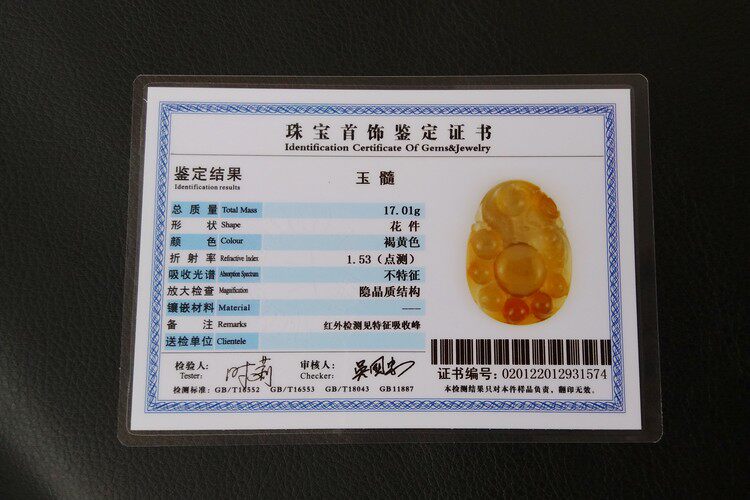 珠宝首饰鉴定证书
Identification Certificate Of Gems&Jewelry
鉴定结果 玉髓
Identification results
总质量 Total Mass 17.01g
形状 Shape 花件
颜色 Colour 褐黄色
折射率 Refractive Index 1.53（点测）
吸收光谱 Absorption Spectrum 不特征
放大检查 Magnification 隐晶质结构
镶嵌材料 Material ——
备注 Remarks 红外检测见特征吸收峰
送检单位 Clientele
检验人： 审核人：
Tester: Checker:
证书编号: 020122012931574
检测标准: GB/T16552 GB/T16553 GB/T18043 GB11887
本检测结果只对本件样品负责，翻印无效。